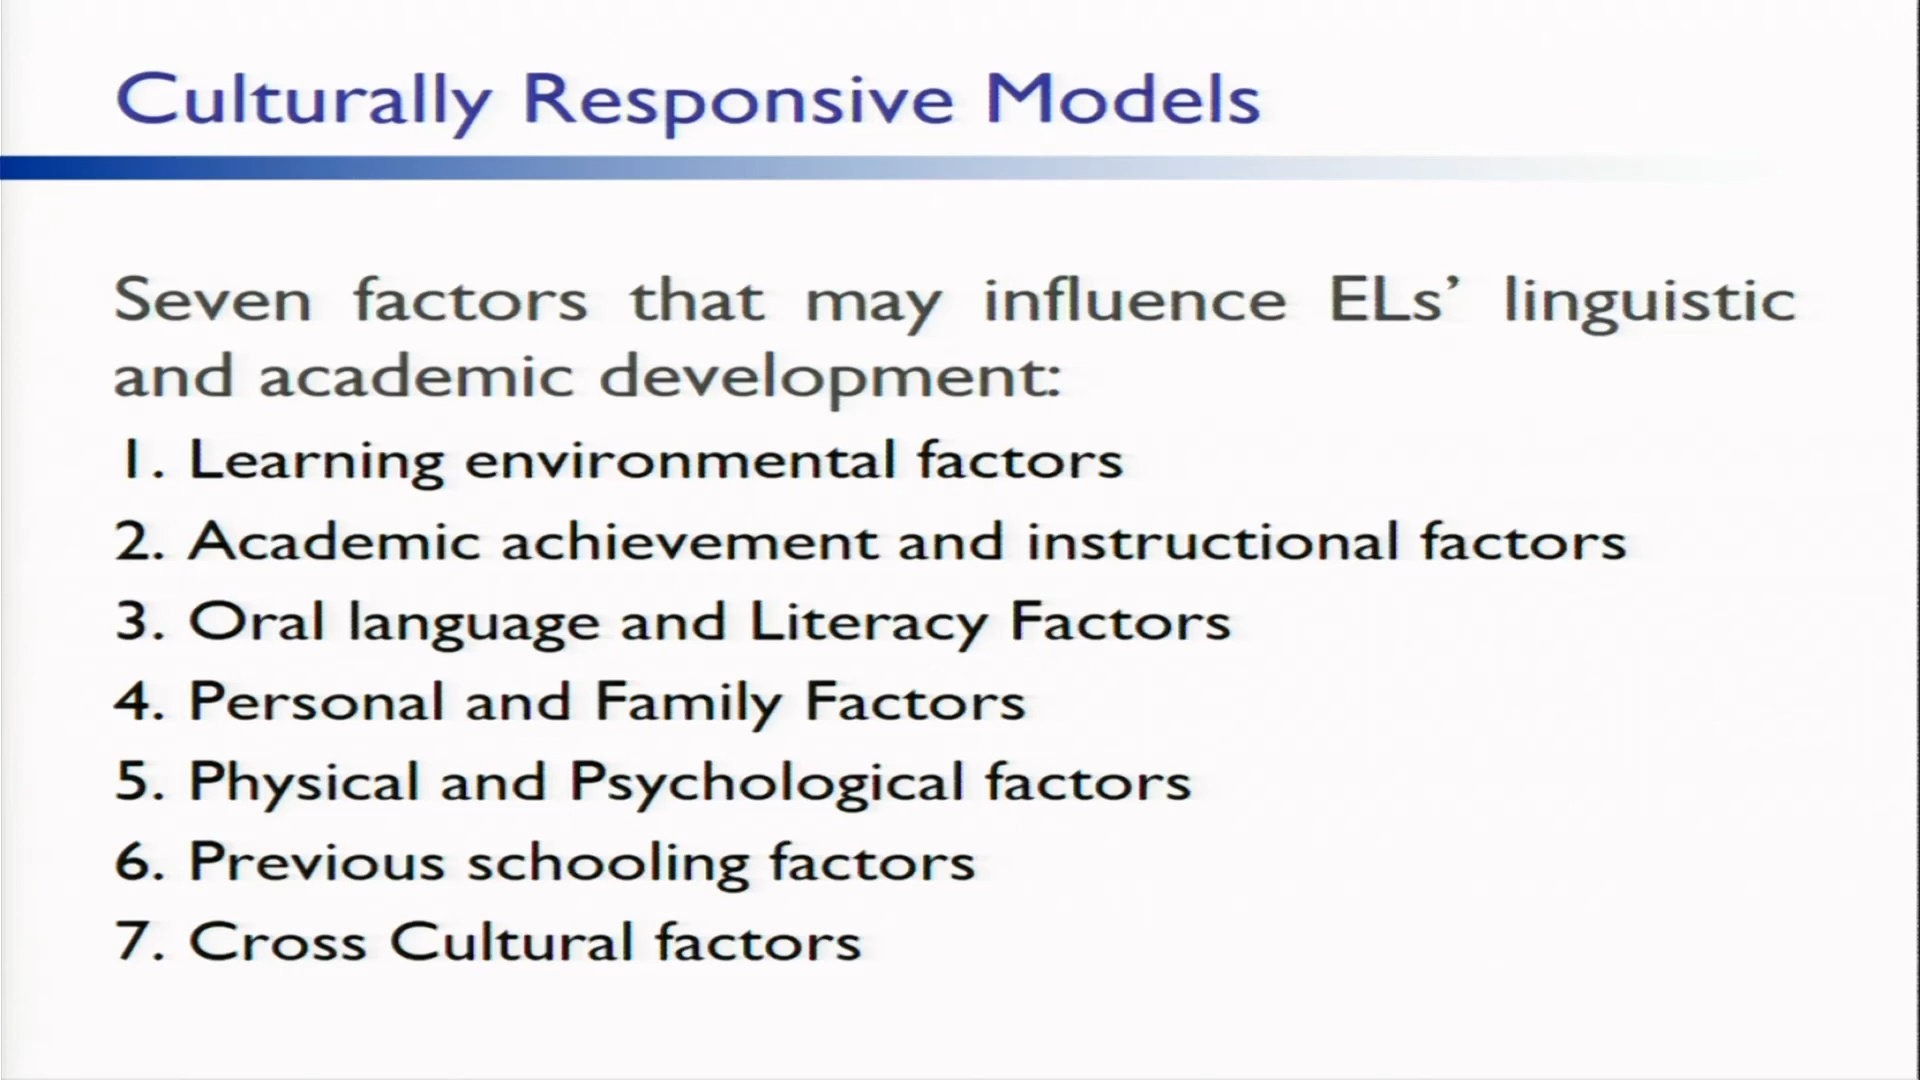 Culturally Responsive Models
Seven factors that may influence ELs’ linguistic
and academic development:
1. Learning environmental factors
2. Academic achievement and instructional factors
3. Oral language and Literacy Factors
4. Personal and Family Factors
5. Physical and Psychological factors
6. Previous schooling factors
7. Cross Cultural factors